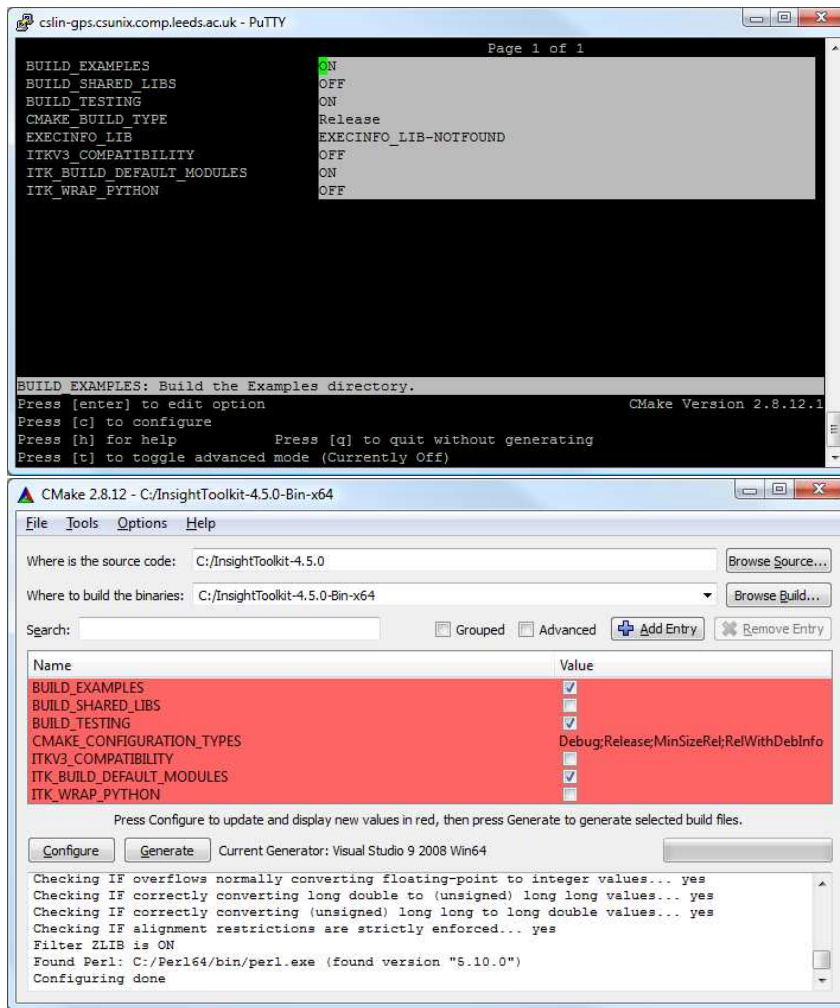 cslin-gps.csunix.comp.leeds.ac.uk - PuTTY
Page 1 of 1
BUILD_EXAMPLES ON
BUILD_SHARED_LIBS OFF
BUILD_TESTING ON
CMAKE_BUILD_TYPE Release
EXECINFO_LIB EXECINFO_LIB-NOTFOUND
ITKV3_COMPATIBILITY OFF
ITK_BUILD_DEFAULT_MODULES ON
ITK_WRAP_PYTHON OFF
BUILD_EXAMPLES: Build the Examples directory.
Press [enter] to edit option CMake Version 2.8.12.1
Press [c] to configure
Press [h] for help Press [q] to quit without generating
Press [t] to toggle advanced mode (Currently Off)
CMake 2.8.12 - C:/InsightToolkit-4.5.0-Bin-x64
File Tools Options Help
Where is the source code: C:/InsightToolkit-4.5.0 Browse Source...
Where to build the binaries: C:/InsightToolkit-4.5.0-Bin-x64 Browse Build...
Search: Grouped Advanced Add Entry Remove Entry
Name Value
BUILD_EXAMPLES
BUILD_SHARED_LIBS
BUILD_TESTING
CMAKE_CONFIGURATION_TYPES Debug;Release;MinSizeRel;RelWithDebInfo
ITKV3_COMPATIBILITY
ITK_BUILD_DEFAULT_MODULES
ITK_WRAP_PYTHON
Press Configure to update and display new values in red, then press Generate to generate selected build files.
Configure Generate Current Generator: Visual Studio 9 2008 Win64
Checking IF overflows normally converting floating-point to integer values... yes
Checking IF correctly converting long double to (unsigned) long long values... yes
Checking IF correctly converting (unsigned) long long to long double values... yes
Checking IF alignment restrictions are strictly enforced... yes
Filter ZLIB is ON
Found Perl: C:/Perl64/bin/perl.exe (found version "5.10.0")
Configuring done